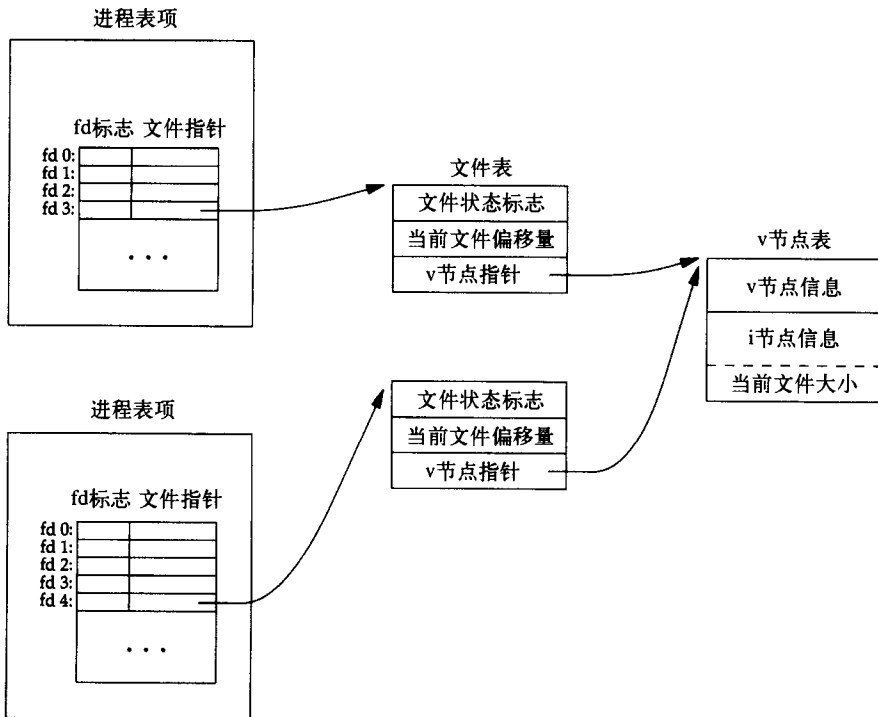 进程表项
fd标志 文件指针
fd 0:
fd 1:
fd 2:
fd 3:
. . .
文件表
文件状态标志
当前文件偏移量
v节点指针
v节点表
v节点信息
i节点信息
当前文件大小
进程表项
fd标志 文件指针
fd 0:
fd 1:
fd 2:
fd 3:
fd 4:
. . .
文件状态标志
当前文件偏移量
v节点指针